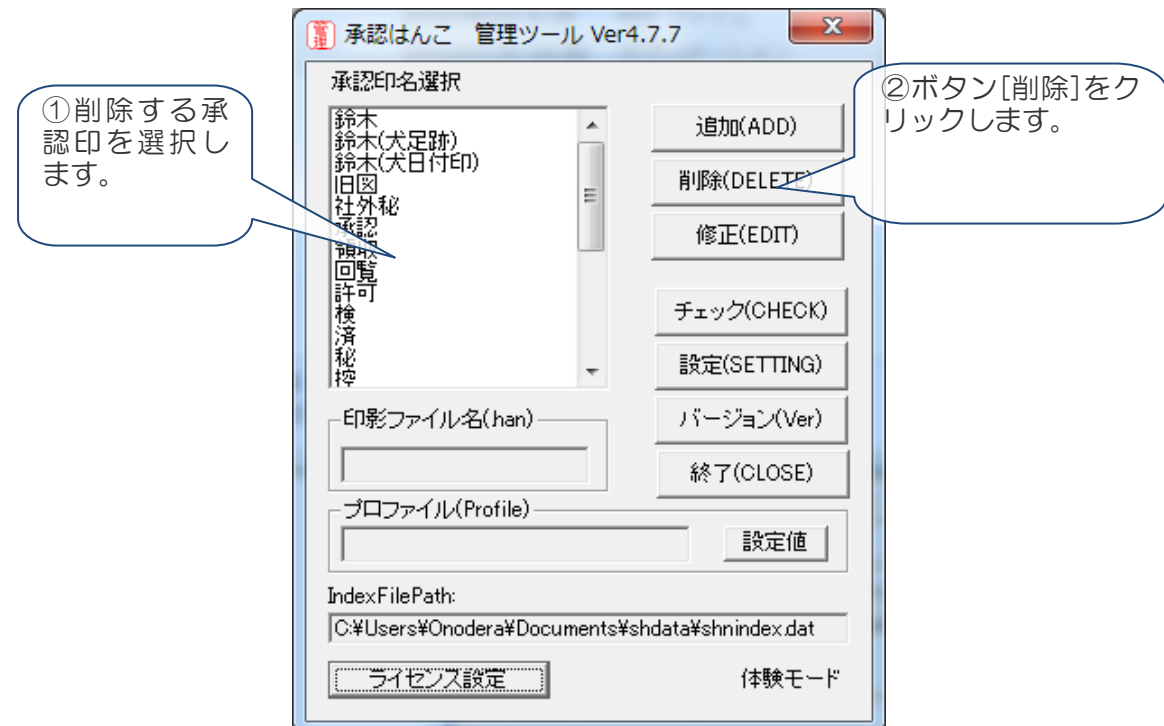 管理 承認はんこ 管理ツール Ver4.7.7
承認印名選択
①削除する承
認印を選択し
ます。
鈴木
鈴木(犬足跡)
鈴木(犬日付印)
旧図
社外秘
承認
領収
回覧
許可
検
済
秘
控
追加(ADD)
削除(DELETE)
修正(EDIT)
②ボタン[削除]をク
リックします。
チェック(CHECK)
設定(SETTING)
バージョン(Ver)
終了(CLOSE)
印影ファイル名(.han)
プロファイル(Profile)
設定値
IndexFilePath:
C:¥Users¥Onodera¥Documents¥shdata¥shnindex.dat
ライセンス設定
体験モード